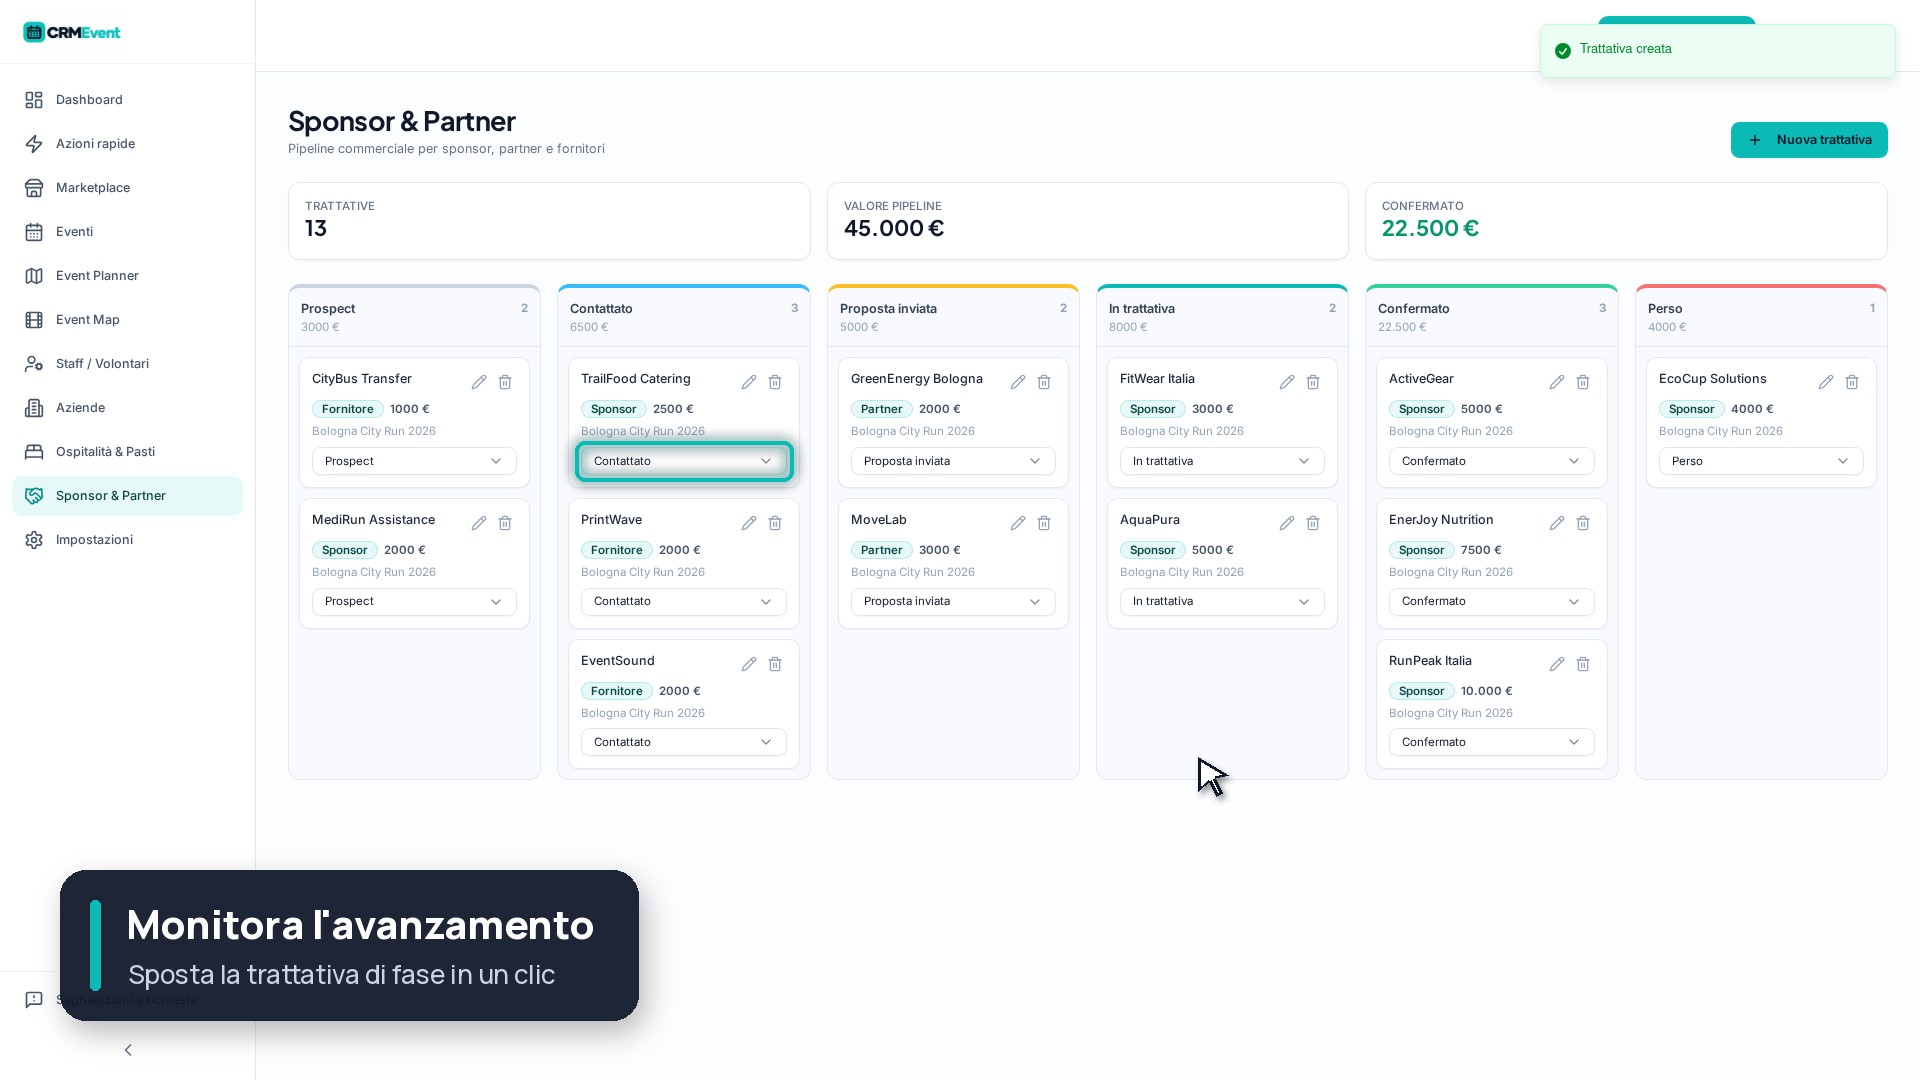 CRMEvent
Dashboard
Azioni rapide
Marketplace
Eventi
Event Planner
Event Map
Staff / Volontari
Aziende
Ospitalità & Pasti
Sponsor & Partner
Impostazioni
Segnalazioni e richieste
Trattativa creata
Sponsor & Partner
Pipeline commerciale per sponsor, partner e fornitori
Nuova trattativa
TRATTATIVE
13
VALORE PIPELINE
45.000 €
CONFERMATO
22.500 €
Prospect 2
3000 €
CityBus Transfer
Fornitore 1000 €
Bologna City Run 2026
Prospect
MediRun Assistance
Sponsor 2000 €
Bologna City Run 2026
Prospect
Contattato 3
6500 €
TrailFood Catering
Sponsor 2500 €
Bologna City Run 2026
Contattato
PrintWave
Fornitore 2000 €
Bologna City Run 2026
Contattato
EventSound
Fornitore 2000 €
Bologna City Run 2026
Contattato
Proposta inviata 2
5000 €
GreenEnergy Bologna
Partner 2000 €
Bologna City Run 2026
Proposta inviata
MoveLab
Partner 3000 €
Bologna City Run 2026
Proposta inviata
In trattativa 2
8000 €
FitWear Italia
Sponsor 3000 €
Bologna City Run 2026
In trattativa
AquaPura
Sponsor 5000 €
Bologna City Run 2026
In trattativa
Confermato 3
22.500 €
ActiveGear
Sponsor 5000 €
Bologna City Run 2026
Confermato
EnerJoy Nutrition
Sponsor 7500 €
Bologna City Run 2026
Confermato
RunPeak Italia
Sponsor 10.000 €
Bologna City Run 2026
Confermato
Perso 1
4000 €
EcoCup Solutions
Sponsor 4000 €
Bologna City Run 2026
Perso
Monitora l'avanzamento
Sposta la trattativa di fase in un clic